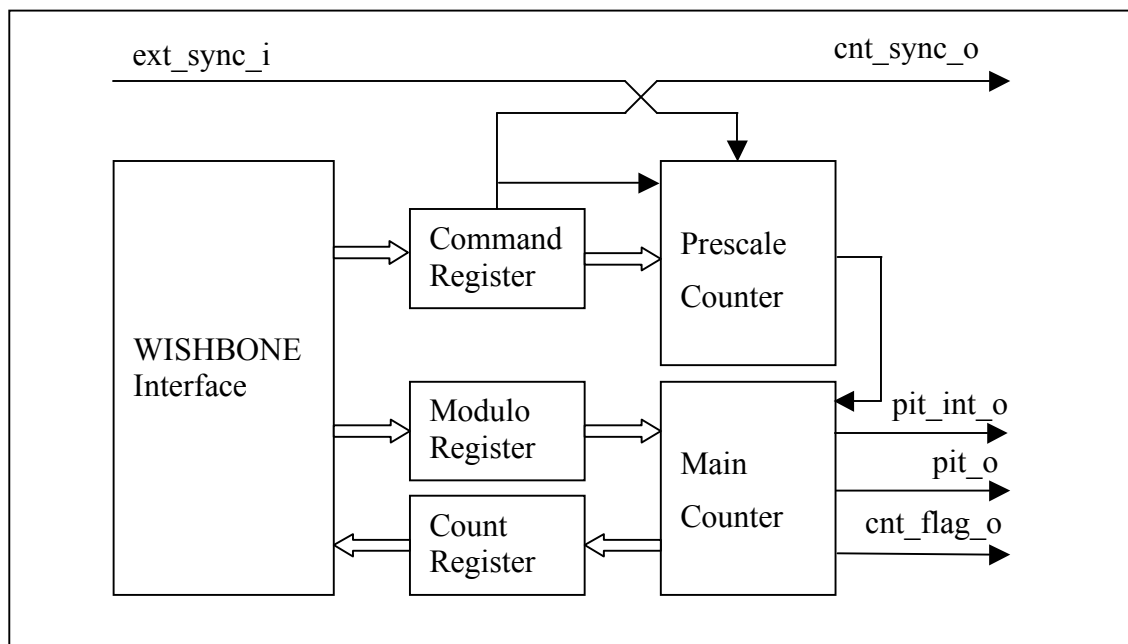 ext_sync_i
cnt_sync_o
WISHBONE
Interface
Command
Register
Prescale
Counter
Modulo
Register
Count
Register
Main
Counter
pit_int_o
pit_o
cnt_flag_o